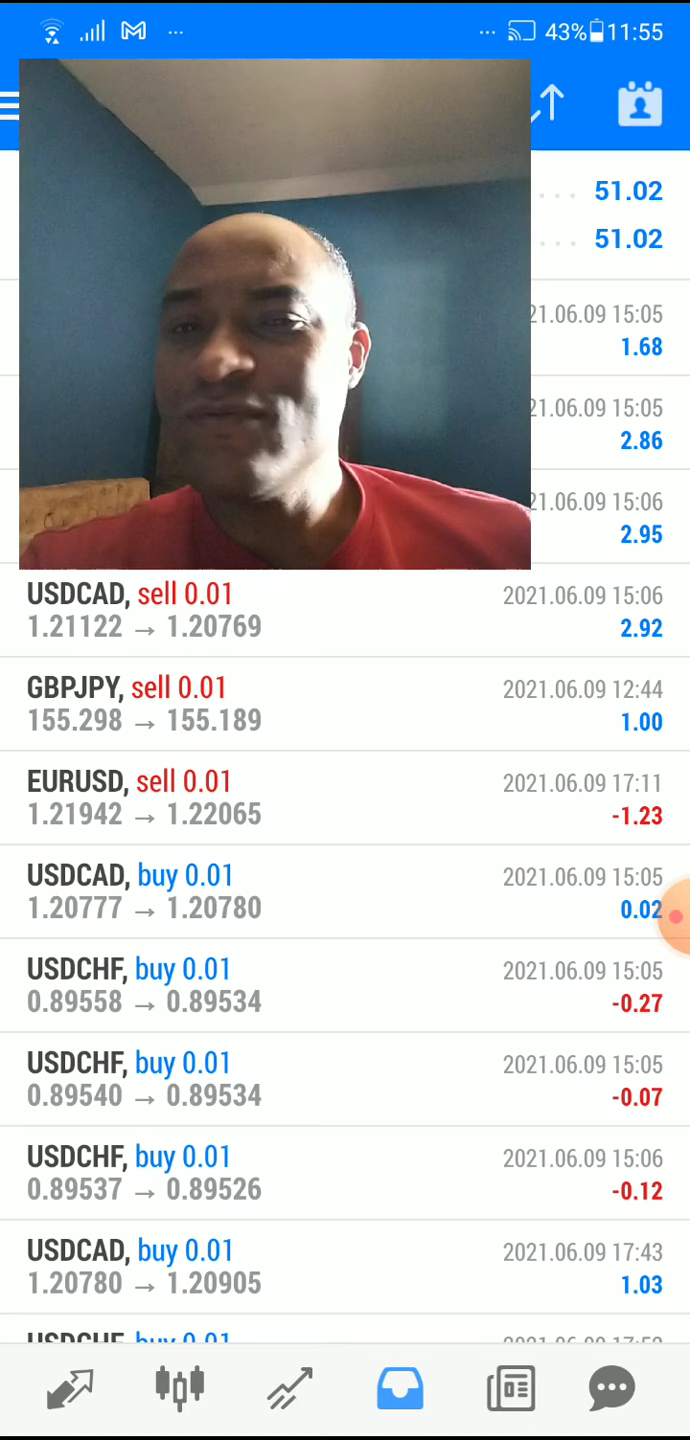 43% 11:55
51.02
51.02
21.06.09 15:05
1.68
21.06.09 15:05
2.86
21.06.09 15:06
2.95
USDCAD, sell 0.01 2021.06.09 15:06
1.21122 → 1.20769 2.92
GBPJPY, sell 0.01 2021.06.09 12:44
155.298 → 155.189 1.00
EURUSD, sell 0.01 2021.06.09 17:11
1.21942 → 1.22065 -1.23
USDCAD, buy 0.01 2021.06.09 15:05
1.20777 → 1.20780 0.02
USDCHF, buy 0.01 2021.06.09 15:05
0.89558 → 0.89534 -0.27
USDCHF, buy 0.01 2021.06.09 15:05
0.89540 → 0.89534 -0.07
USDCHF, buy 0.01 2021.06.09 15:06
0.89537 → 0.89526 -0.12
USDCAD, buy 0.01 2021.06.09 17:43
1.20780 → 1.20905 1.03